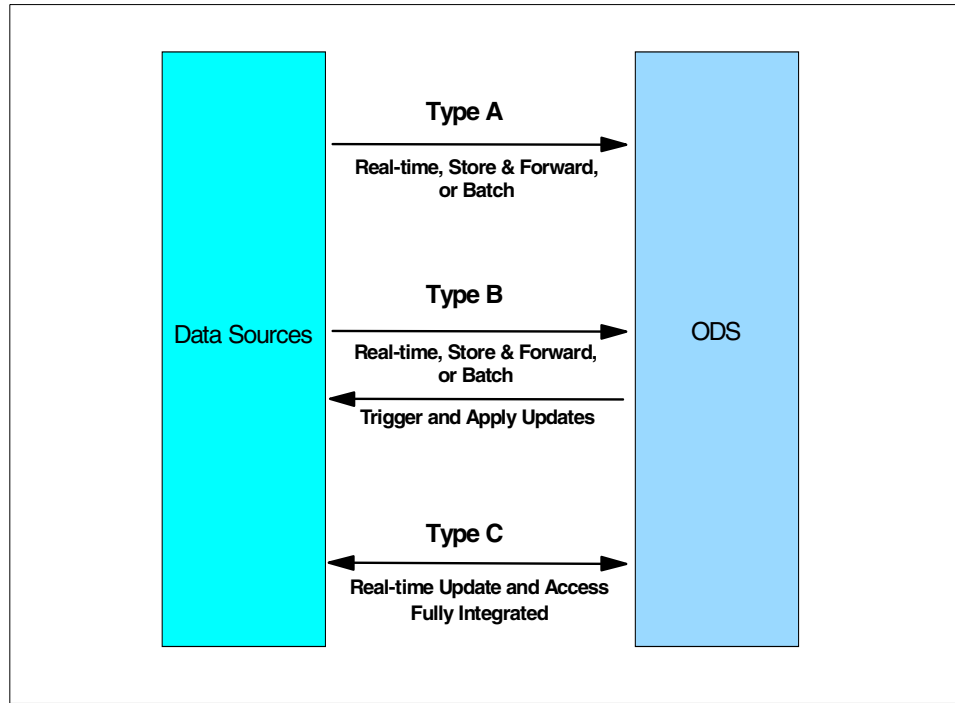 Type A
Real-time, Store & Forward,
or Batch
Type B
Data Sources
ODS
Real-time, Store & Forward,
or Batch
Trigger and Apply Updates
Type C
Real-time Update and Access
Fully Integrated